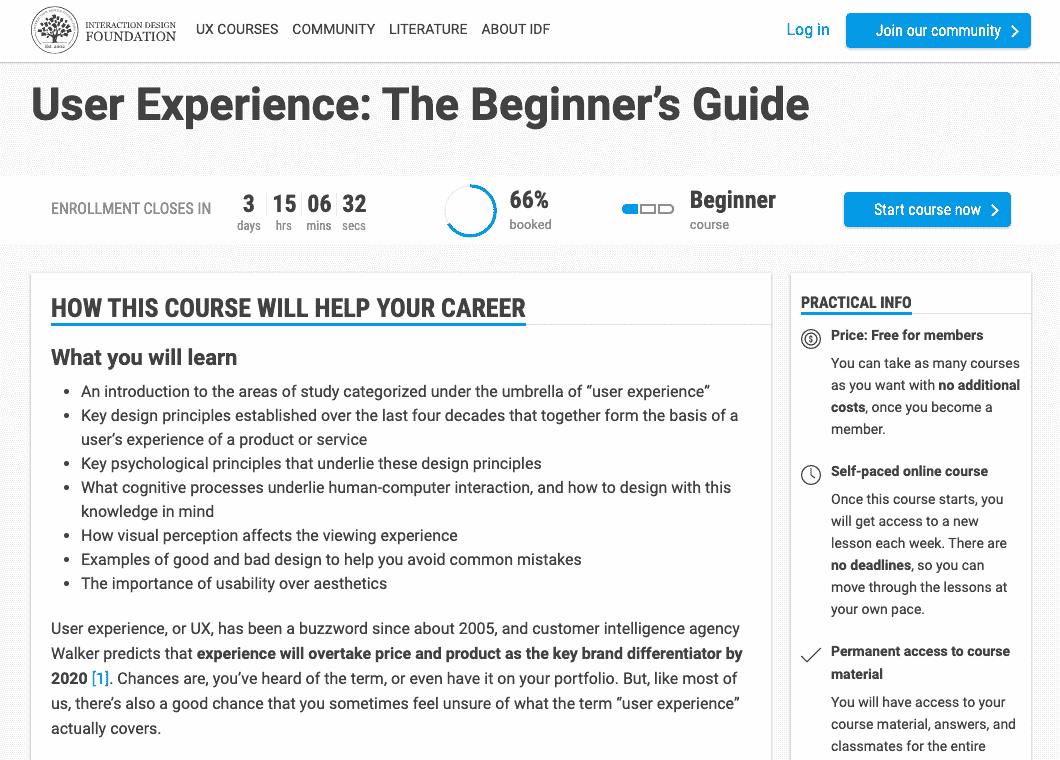 INTERACTION DESIGN
FOUNDATION
EST. 2002
UX COURSES COMMUNITY LITERATURE ABOUT IDF
Log in
Join our community
User Experience: The Beginner’s Guide
ENROLLMENT CLOSES IN
3 15 06 32
days hrs mins secs
66%
booked
Beginner
course
Start course now
HOW THIS COURSE WILL HELP YOUR CAREER
What you will learn
• An introduction to the areas of study categorized under the umbrella of “user experience”
• Key design principles established over the last four decades that together form the basis of a
user’s experience of a product or service
• Key psychological principles that underlie these design principles
• What cognitive processes underlie human-computer interaction, and how to design with this
knowledge in mind
• How visual perception affects the viewing experience
• Examples of good and bad design to help you avoid common mistakes
• The importance of usability over aesthetics
User experience, or UX, has been a buzzword since about 2005, and customer intelligence agency
Walker predicts that experience will overtake price and product as the key brand differentiator by
2020 [1]. Chances are, you’ve heard of the term, or even have it on your portfolio. But, like most of
us, there’s also a good chance that you sometimes feel unsure of what the term “user experience”
actually covers.
PRACTICAL INFO
Price: Free for members
You can take as many courses
as you want with no additional
costs, once you become a
member.
Self-paced online course
Once this course starts, you
will get access to a new
lesson each week. There are
no deadlines, so you can
move through the lessons at
your own pace.
Permanent access to course
material
You will have access to your
course material, answers, and
classmates for the entire